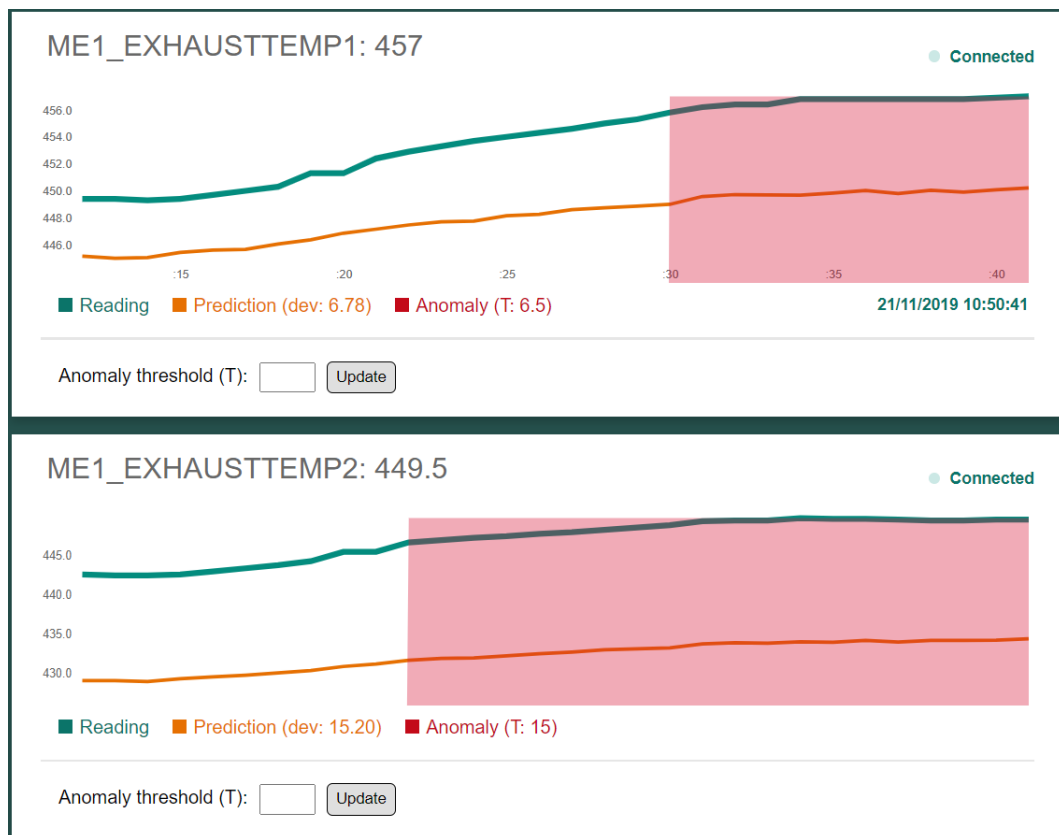 ME1_EXHAUSTTEMP1: 457
Connected
456.0
454.0
452.0
450.0
448.0
446.0
:15 :20 :25 :30 :35 :40
Reading Prediction (dev: 6.78) Anomaly (T: 6.5) 21/11/2019 10:50:41
Anomaly threshold (T): Update
ME1_EXHAUSTTEMP2: 449.5
Connected
445.0
440.0
435.0
430.0
Reading Prediction (dev: 15.20) Anomaly (T: 15)
Anomaly threshold (T): Update